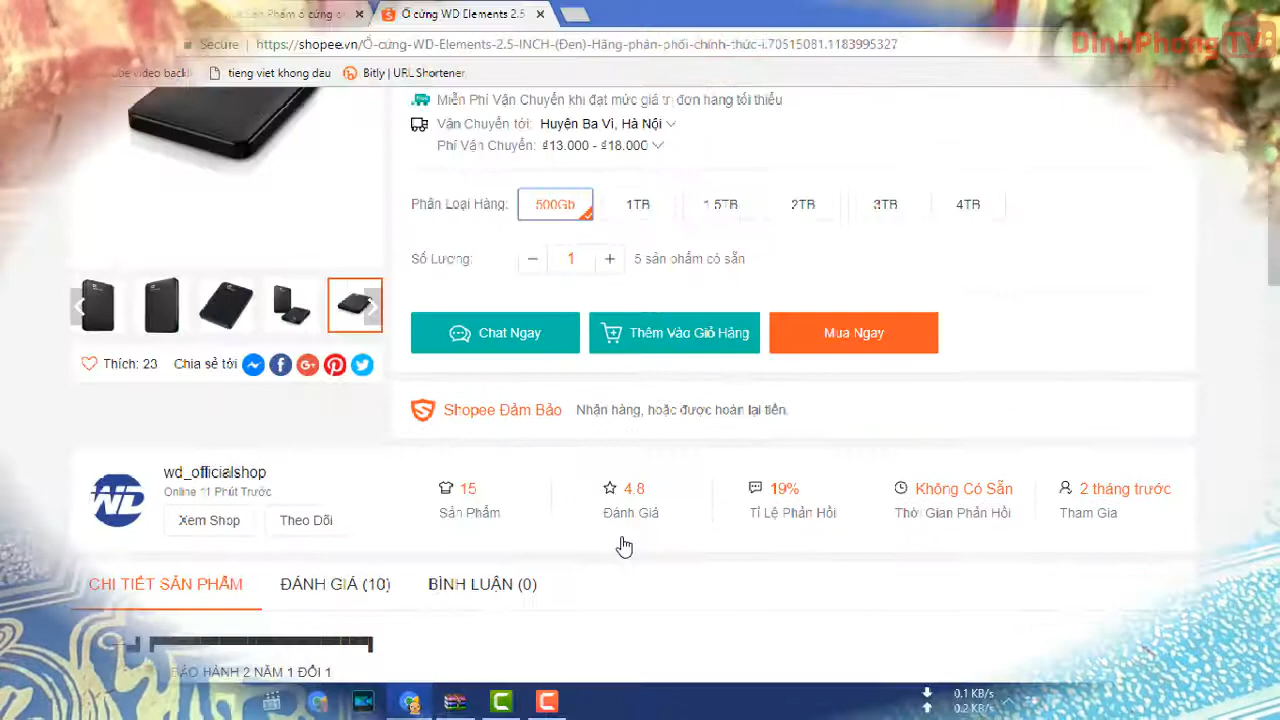 Sản Phẩm ổ cứng
Ổ cứng WD Elements 2.5
DinhPhongTV
Secure https://shopee.vn/Ổ-cứng-WD-Elements-2.5-INCH-(Đen)-Hãng-phân-phối-chính-thức-i.70515081.1183995327
video backl
tieng viet khong dau
Bitly | URL Shortener
Miễn Phí Vận Chuyển khi đạt mức giá trị đơn hàng tối thiểu
Vận Chuyển tới: Huyện Ba Vì, Hà Nội
Phí Vận Chuyển: ₫13.000 - ₫18.000
Phân Loại Hàng: 500Gb 1TB 1.5TB 2TB 3TB 4TB
Số Lượng: − 1 + 5 sản phẩm có sẵn
Chat Ngay
Thêm Vào Giỏ Hàng
Mua Ngay
Thích: 23 Chia sẻ tới
Shopee Đảm Bảo Nhận hàng, hoặc được hoàn lại tiền.
WD
wd_officialshop
Online 11 Phút Trước
Xem Shop
Theo Dõi
15
Sản Phẩm
4.8
Đánh Giá
19%
Tỉ Lệ Phản Hồi
Không Có Sẵn
Thời Gian Phản Hồi
2 tháng trước
Tham Gia
CHI TIẾT SẢN PHẨM
ĐÁNH GIÁ (10)
BÌNH LUẬN (0)
BẢO HÀNH 2 NĂM 1 ĐỔI 1
0.1 KB/s
0.2 KB/s